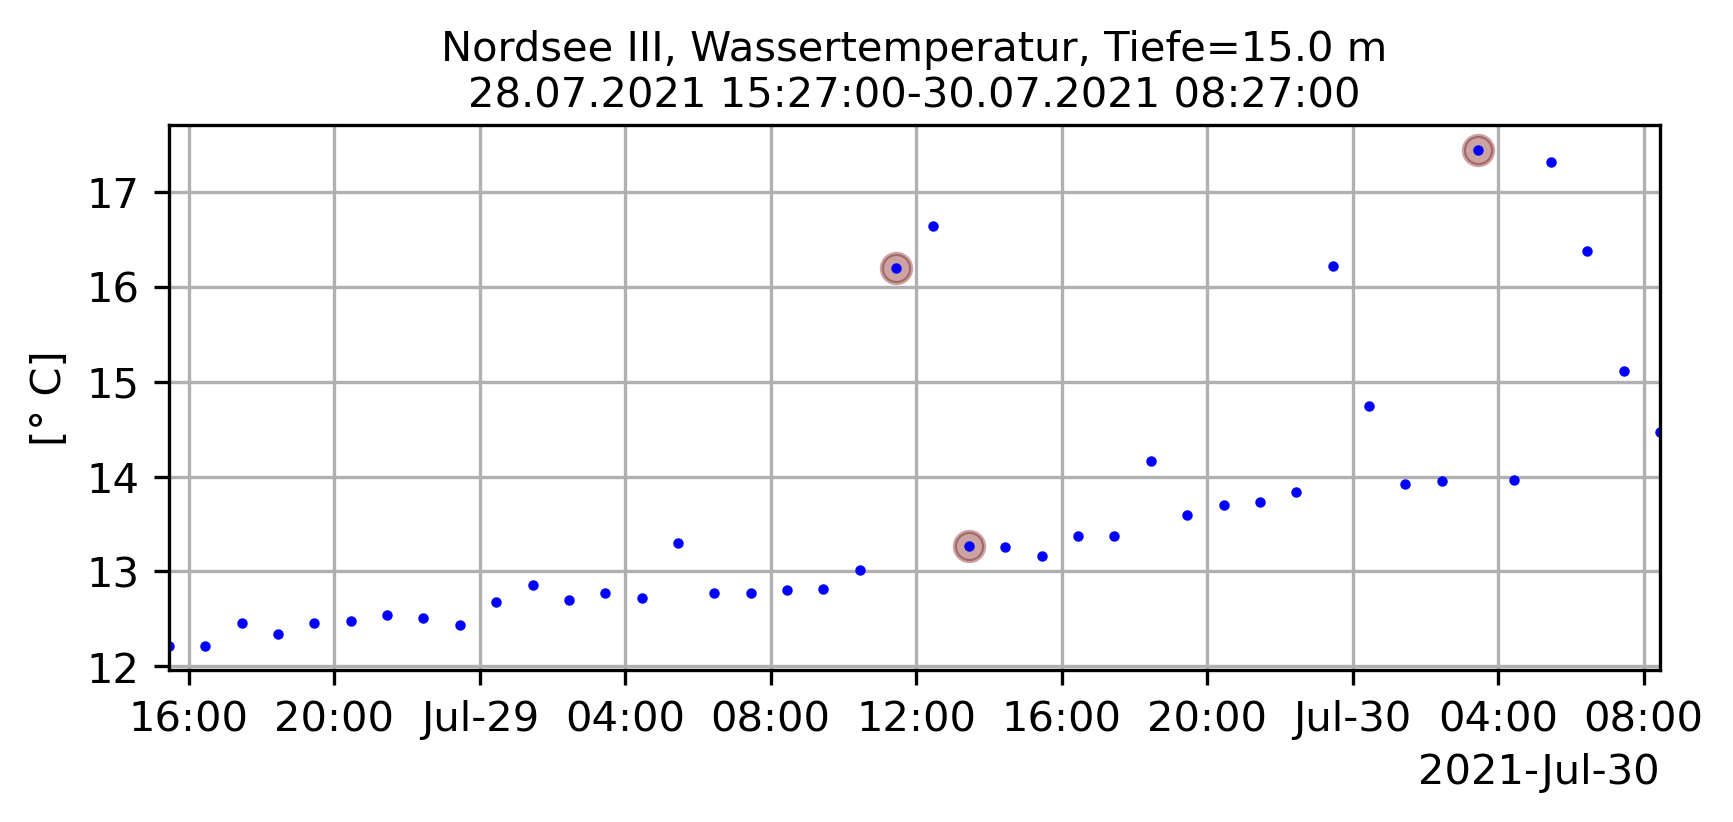 Nordsee III, Wassertemperatur, Tiefe=15.0 m
28.07.2021 15:27:00-30.07.2021 08:27:00
[° C]
17
16
15
14
13
12
16:00 20:00 Jul-29 04:00 08:00 12:00 16:00 20:00 Jul-30 04:00 08:00
2021-Jul-30